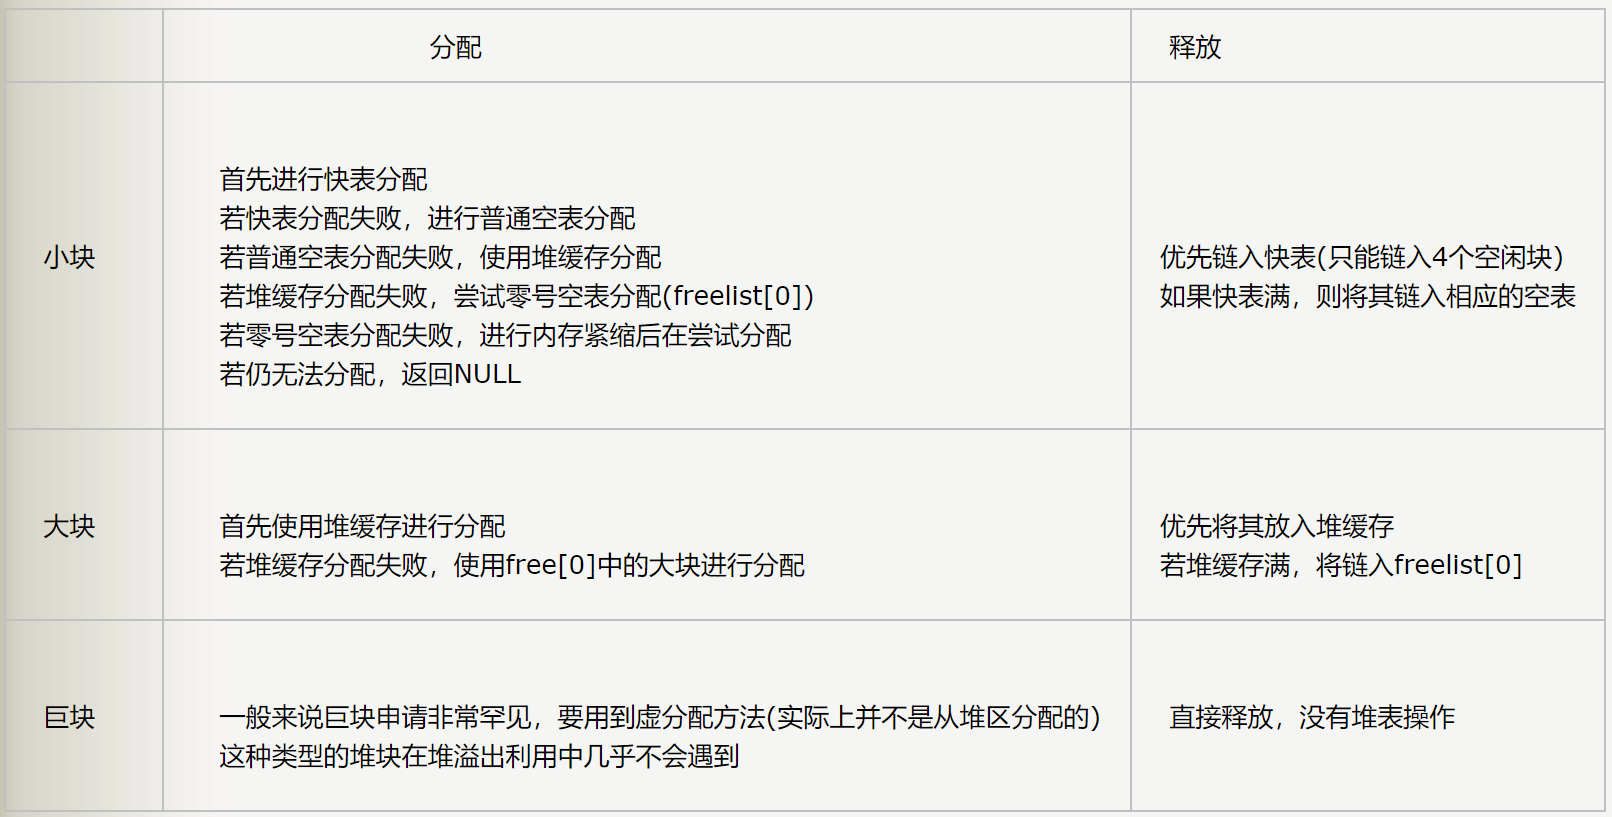 分配
释放
小块
首先进行快表分配
若快表分配失败，进行普通空表分配
若普通空表分配失败，使用堆缓存分配
若堆缓存分配失败，尝试零号空表分配(freelist[0])
若零号空表分配失败，进行内存紧缩后在尝试分配
若仍无法分配，返回NULL
优先链入快表(只能链入4个空闲块)
如果快表满，则将其链入相应的空表
大块
首先使用堆缓存进行分配
若堆缓存分配失败，使用free[0]中的大块进行分配
优先将其放入堆缓存
若堆缓存满，将链入freelist[0]
巨块
一般来说巨块申请非常罕见，要用到虚分配方法(实际上并不是从堆区分配的)
这种类型的堆块在堆溢出利用中几乎不会遇到
直接释放，没有堆表操作